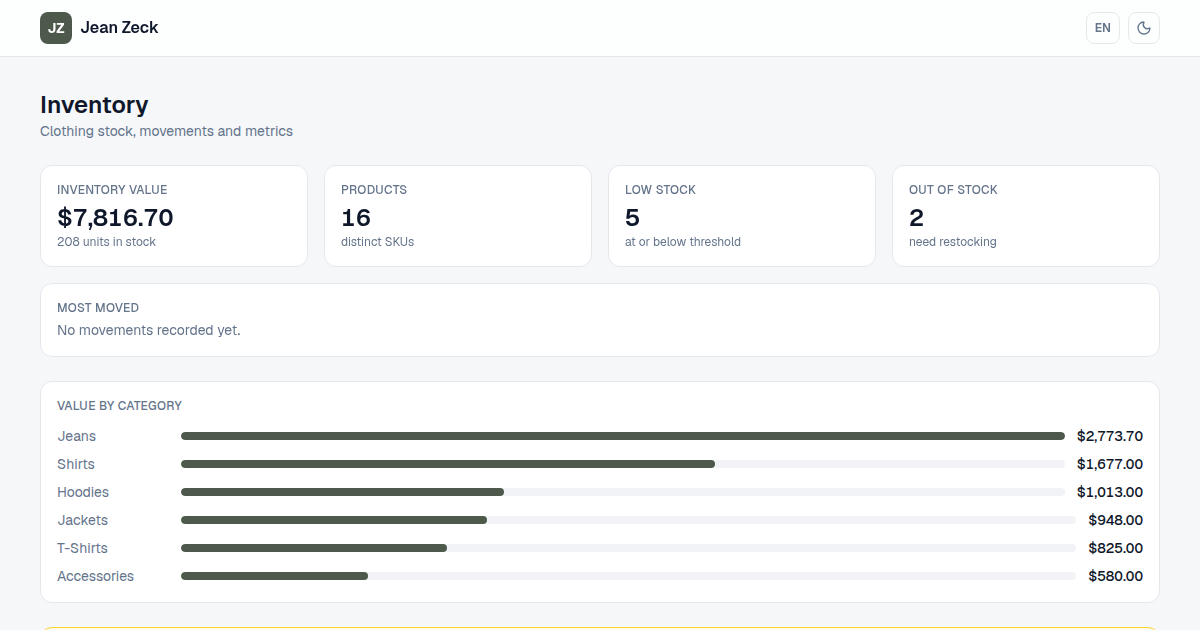 JZ Jean Zeck EN
Inventory
Clothing stock, movements and metrics
INVENTORY VALUE
$7,816.70
208 units in stock
PRODUCTS
16
distinct SKUs
LOW STOCK
5
at or below threshold
OUT OF STOCK
2
need restocking
MOST MOVED
No movements recorded yet.
VALUE BY CATEGORY
Jeans $2,773.70
Shirts $1,677.00
Hoodies $1,013.00
Jackets $948.00
T-Shirts $825.00
Accessories $580.00